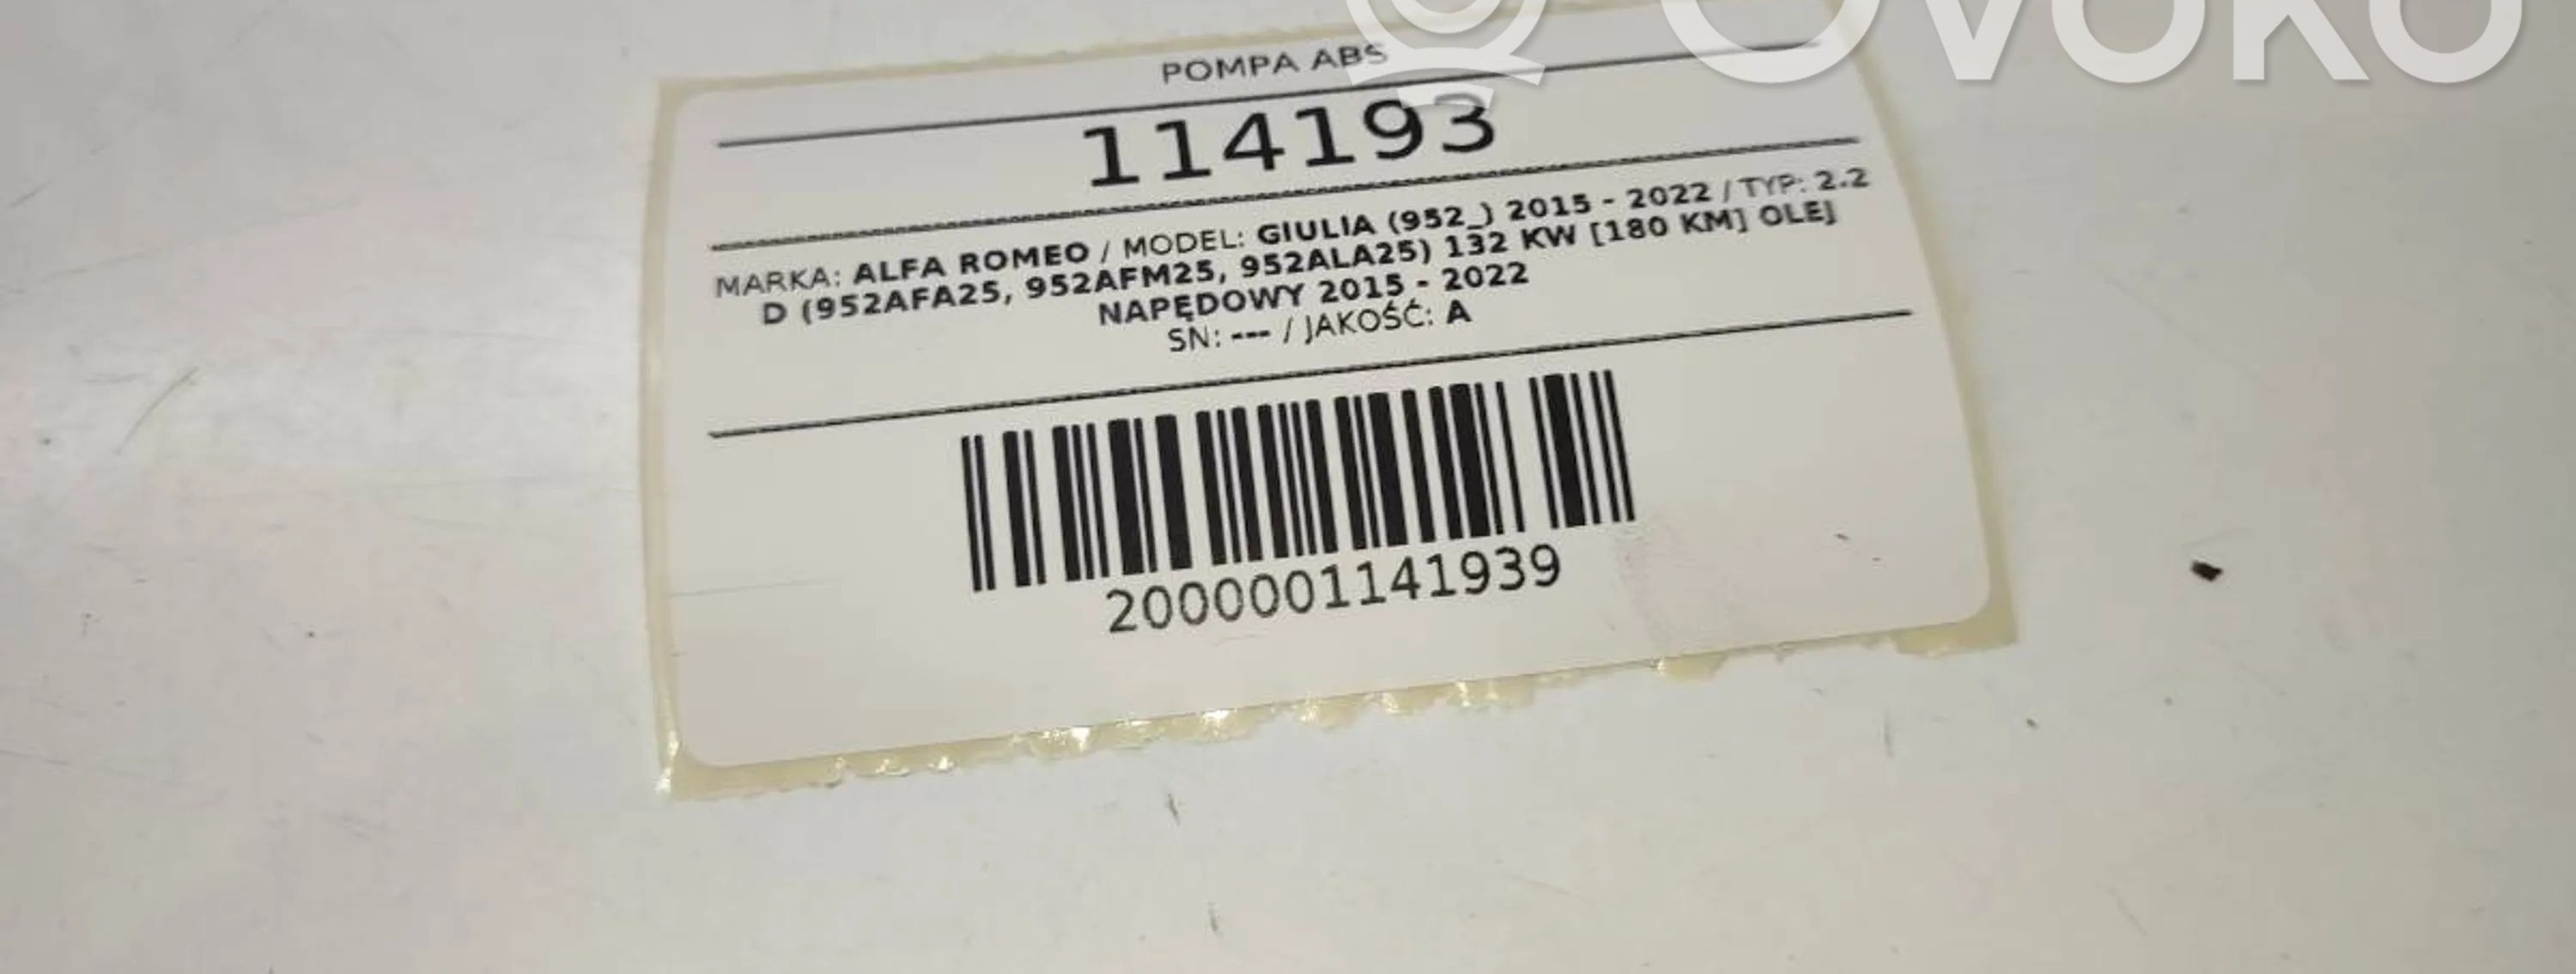 OVOKO
POMPA ABS
114193
MARKA: ALFA ROMEO / MODEL: GIULIA (952_) 2015 - 2022 / TYP: 2.2
D (952AFA25, 952AFM25, 952ALA25) 132 KW [180 KM] OLEJ
NAPĘDOWY 2015 - 2022
SN: --- / JAKOŚĆ: A
2000001141939